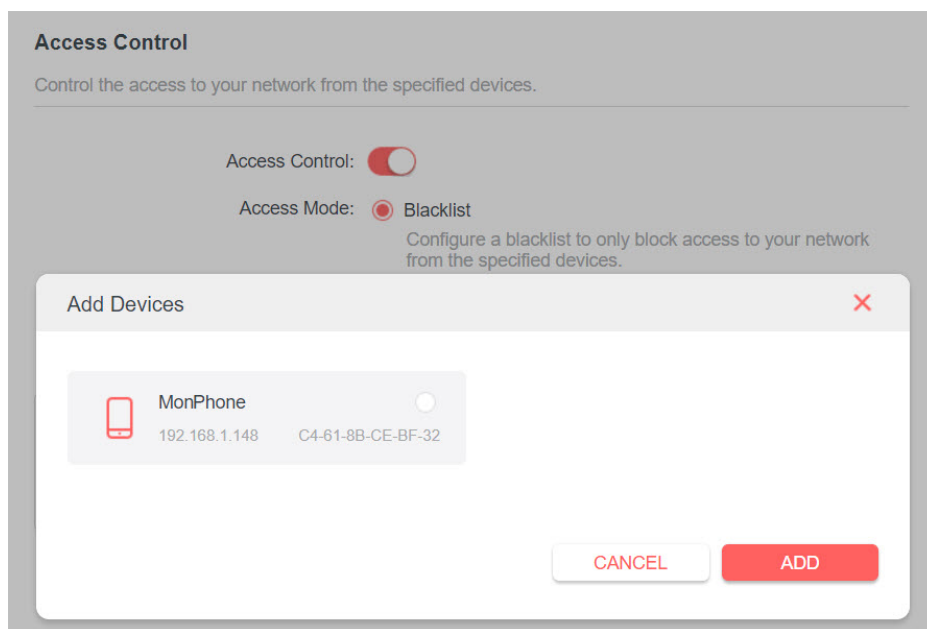 Access Control
Control the access to your network from the specified devices.
Access Control:
Access Mode: Blacklist
Configure a blacklist to only block access to your network
from the specified devices.
Add Devices
MonPhone
192.168.1.148 C4-61-8B-CE-BF-32
CANCEL ADD